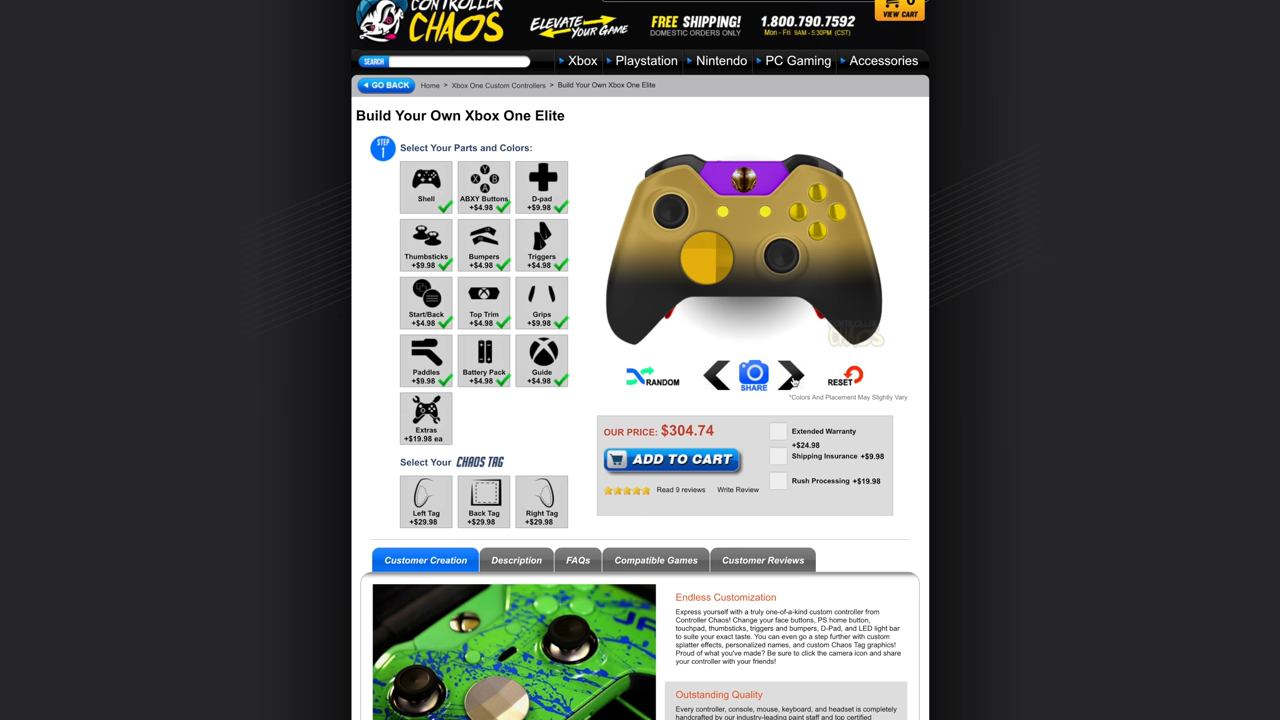 CONTROLLER
CHAOS
ELEVATE
YOUR GAME
FREE SHIPPING!
DOMESTIC ORDERS ONLY
1.800.790.7592
Mon - Fri 9AM - 5:30PM (CST)
VIEW CART
SEARCH
Xbox
Playstation
Nintendo
PC Gaming
Accessories
GO BACK
Home > Xbox One Custom Controllers > Build Your Own Xbox One Elite
Build Your Own Xbox One Elite
STEP
1
Select Your Parts and Colors:
Shell
ABXY Buttons
+$4.98
D-pad
+$9.98
Thumbsticks
+$9.98
Bumpers
+$4.98
Triggers
+$4.98
Start/Back
+$4.98
Top Trim
+$4.98
Grips
+$9.98
Paddles
+$9.98
Battery Pack
+$4.98
Guide
+$4.98
Extras
+$19.98 ea
Select Your CHAOS TAG
Left Tag
+$29.98
Back Tag
+$29.98
Right Tag
+$29.98
Y
X B
A
CONTROLLER
CHAOS
RANDOM
SHARE
RESET
*Colors And Placement May Slightly Vary
OUR PRICE: $304.74
ADD TO CART
Read 9 reviews
Write Review
Extended Warranty
+$24.98
Shipping Insurance +$9.98
Rush Processing +$19.98
Customer Creation
Description
FAQs
Compatible Games
Customer Reviews
Endless Customization
Express yourself with a truly one-of-a-kind custom controller from
Controller Chaos! Change your face buttons, PS home button,
touchpad, thumbsticks, triggers and bumpers, D-Pad, and LED light bar
to suite your exact taste. You can even go a step further with custom
splatter effects, personalized names, and custom Chaos Tag graphics!
Proud of what you've made? Be sure to click the camera icon and share
your controller with your friends!
Outstanding Quality
Every controller, console, mouse, keyboard, and headset is completely
handcrafted by our industry-leading paint staff and top certified